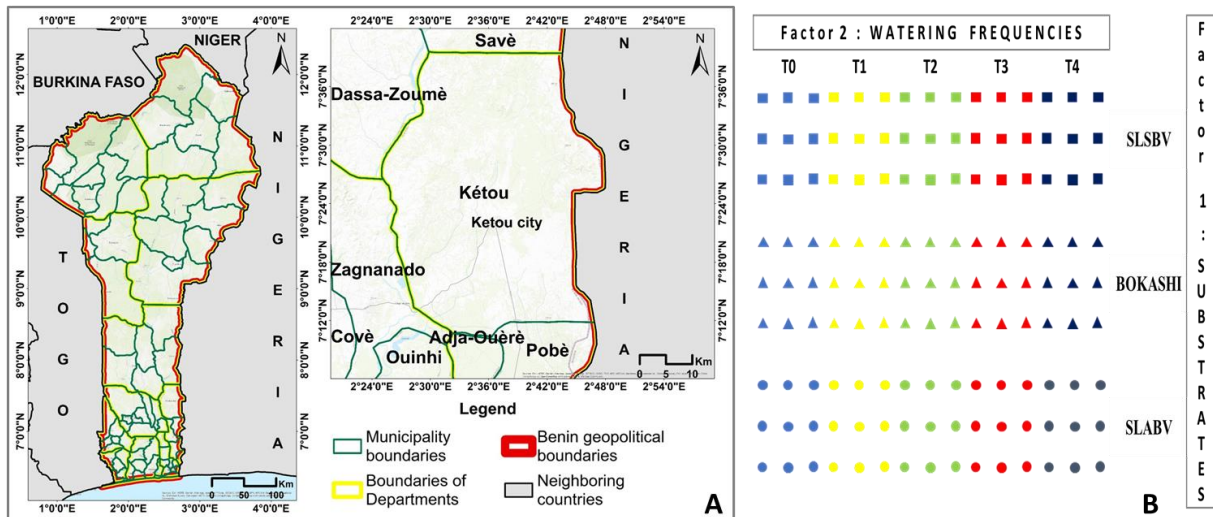 1°0'0"E 2°0'0"E 3°0'0"E 4°0'0"E
NIGER
N
BURKINA FASO
12°0'0"N
11°0'0"N
10°0'0"N
9°0'0"N
8°0'0"N
7°0'0"N
TOGO
NIGERIA
Km
0 50 100
1°0'0"E 2°0'0"E 3°0'0"E 4°0'0"E
2°24'0"E 2°30'0"E 2°36'0"E 2°42'0"E 2°48'0"E 2°54'0"E
Savè
N
Dassa-Zoumè
Kétou
Ketou city
Zagnanado
Covè
Adja-Ouèrè
Ouinhi
Pobè
NIGERIA
7°36'0"N
7°30'0"N
7°24'0"N
7°18'0"N
7°12'0"N
Km
0 5 10
2°24'0"E 2°30'0"E 2°36'0"E 2°42'0"E 2°48'0"E 2°54'0"E
Legend
Municipality
boundaries
Boundaries of
Departments
Benin geopolitical
boundaries
Neighboring
countries
A
Factor 2 : WATERING FREQUENCIES
T0 T1 T2 T3 T4
SLSBV
BOKASHI
SLABV
Factor 1 : SUBSTRATES
B